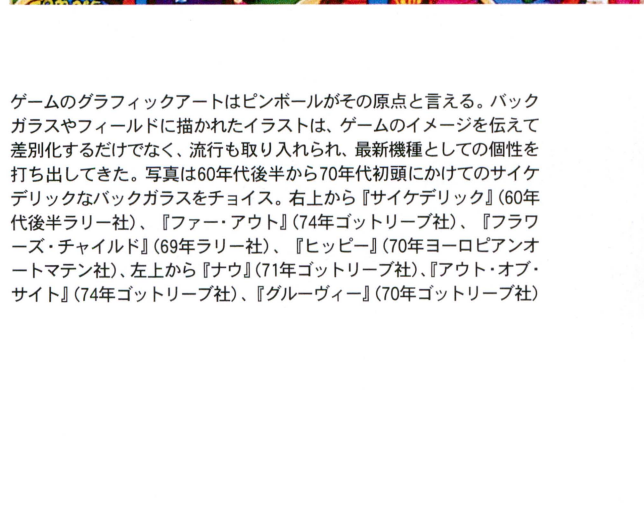 ゲームのグラフィックアートはピンボールがその原点と言える。バック
ガラスやフィールドに描かれたイラストは、ゲームのイメージを伝えて
差別化するだけでなく、流行も取り入れられ、最新機種としての個性を
打ち出してきた。写真は60年代後半から70年代初頭にかけてのサイケ
デリックなバックガラスをチョイス。右上から『サイケデリック』(60年
代後半ラリー社)、『ファー・アウト』(74年ゴットリーブ社)、『フラワ
ーズ・チャイルド』(69年ラリー社)、『ヒッピー』(70年ヨーロピアンオ
ートマテン社)、左上から『ナウ』(71年ゴットリーブ社)、『アウト・オブ・
サイト』(74年ゴットリーブ社)、『グルーヴィー』(70年ゴットリーブ社)